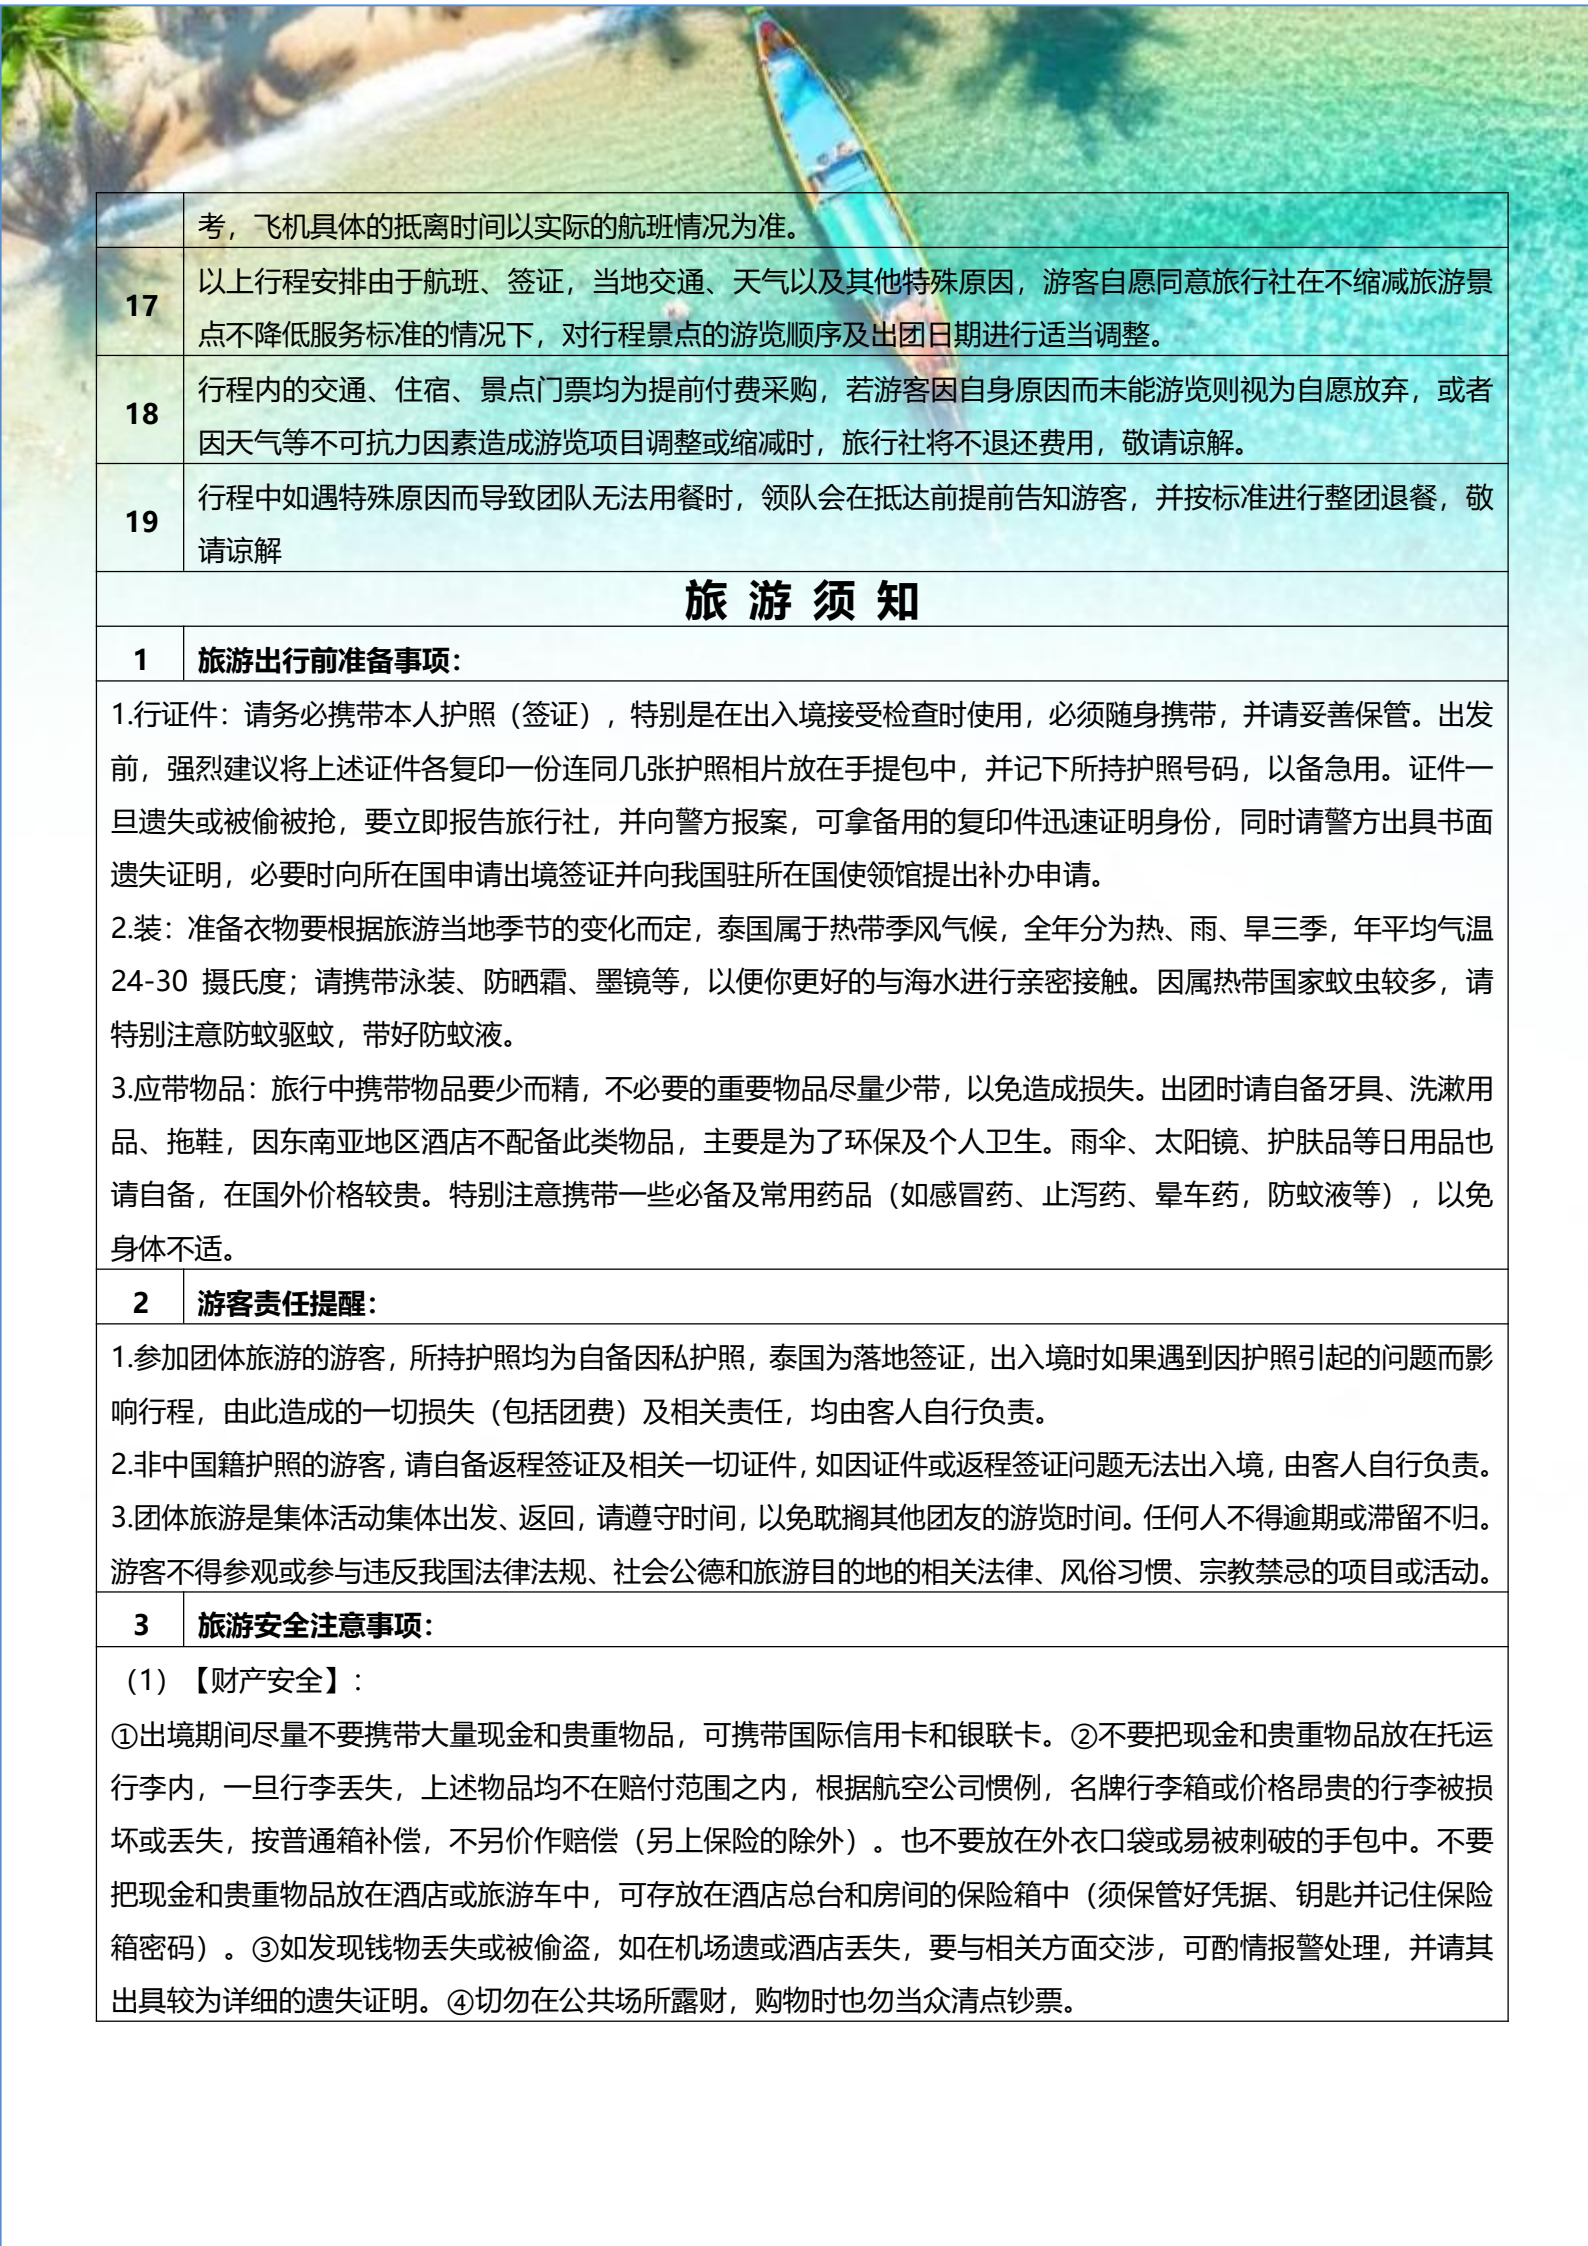 考，飞机具体的抵离时间以实际的航班情况为准。
17
以上行程安排由于航班、签证，当地交通、天气以及其他特殊原因，游客自愿同意旅行社在不缩减旅游景
点不降低服务标准的情况下，对行程景点的游览顺序及出团日期进行适当调整。
18
行程内的交通、住宿、景点门票均为提前付费采购，若游客因自身原因而未能游览则视为自愿放弃，或者
因天气等不可抗力因素造成游览项目调整或缩减时，旅行社将不退还费用，敬请谅解。
19
行程中如遇特殊原因而导致团队无法用餐时，领队会在抵达前提前告知游客，并按标准进行整团退餐，敬
请谅解
旅 游 须 知
1 旅游出行前准备事项：
1.行证件：请务必携带本人护照（签证），特别是在出入境接受检查时使用，必须随身携带，并请妥善保管。出发
前，强烈建议将上述证件各复印一份连同几张护照相片放在手提包中，并记下所持护照号码，以备急用。证件一
旦遗失或被偷被抢，要立即报告旅行社，并向警方报案，可拿备用的复印件迅速证明身份，同时请警方出具书面
遗失证明，必要时向所在国申请出境签证并向我国驻所在国使领馆提出补办申请。
2.装：准备衣物要根据旅游当地季节的变化而定，泰国属于热带季风气候，全年分为热、雨、旱三季，年平均气温
24-30 摄氏度；请携带泳装、防晒霜、墨镜等，以便你更好的与海水进行亲密接触。因属热带国家蚊虫较多，请
特别注意防蚊驱蚊，带好防蚊液。
3.应带物品：旅行中携带物品要少而精，不必要的重要物品尽量少带，以免造成损失。出团时请自备牙具、洗漱用
品、拖鞋，因东南亚地区酒店不配备此类物品，主要是为了环保及个人卫生。雨伞、太阳镜、护肤品等日用品也
请自备，在国外价格较贵。特别注意携带一些必备及常用药品（如感冒药、止泻药、晕车药，防蚊液等），以免
身体不适。
2 游客责任提醒：
1.参加团体旅游的游客，所持护照均为自备因私护照，泰国为落地签证，出入境时如果遇到因护照引起的问题而影
响行程，由此造成的一切损失（包括团费）及相关责任，均由客人自行负责。
2.非中国籍护照的游客，请自备返程签证及相关一切证件，如因证件或返程签证问题无法出入境，由客人自行负责。
3.团体旅游是集体活动集体出发、返回，请遵守时间，以免耽搁其他团友的游览时间。任何人不得逾期或滞留不归。
游客不得参观或参与违反我国法律法规、社会公德和旅游目的地的相关法律、风俗习惯、宗教禁忌的项目或活动。
3 旅游安全注意事项：
（1）【财产安全】：
①出境期间尽量不要携带大量现金和贵重物品，可携带国际信用卡和银联卡。②不要把现金和贵重物品放在托运
行李内，一旦行李丢失，上述物品均不在赔付范围之内，根据航空公司惯例，名牌行李箱或价格昂贵的行李被损
坏或丢失，按普通箱补偿，不另价作赔偿（另上保险的除外）。也不要放在外衣口袋或易被刺破的手包中。不要
把现金和贵重物品放在酒店或旅游车中，可存放在酒店总台和房间的保险箱中（须保管好凭据、钥匙并记住保险
箱密码）。③如发现钱物丢失或被偷盗，如在机场遗或酒店丢失，要与相关方面交涉，可酌情报警处理，并请其
出具较为详细的遗失证明。④切勿在公共场所露财，购物时也勿当众清点钞票。